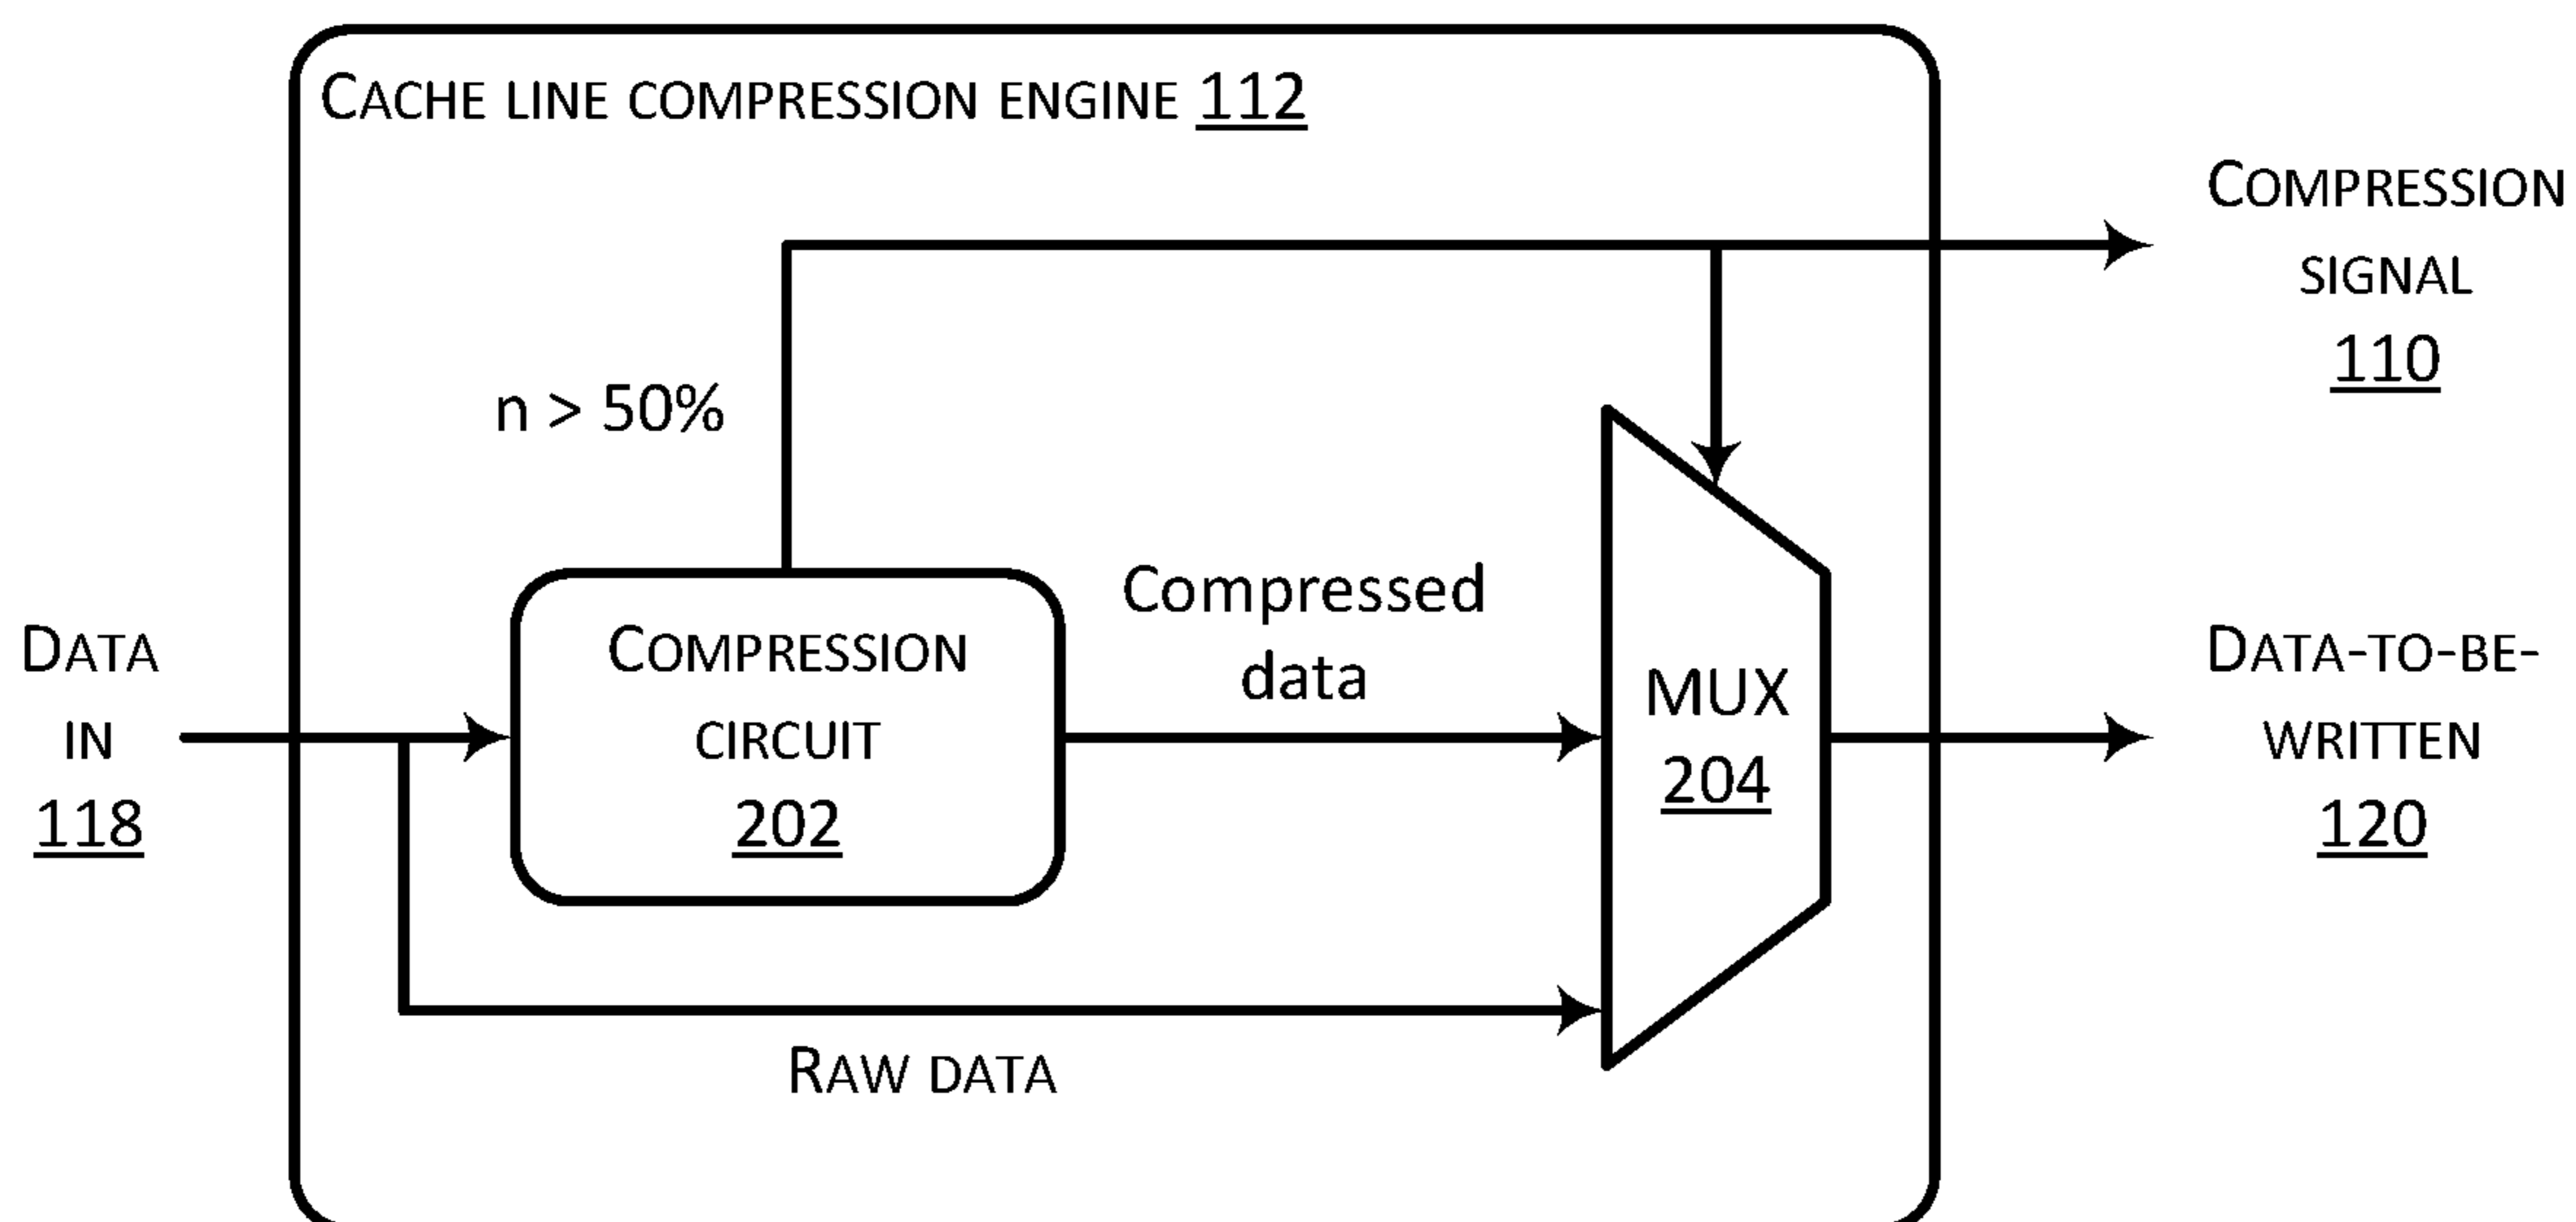 CACHE LINE COMPRESSION ENGINE 112
COMPRESSION
SIGNAL
110
n > 50%
Compressed
data
DATA
IN
118
COMPRESSION
CIRCUIT
202
MUX
204
DATA-TO-BE-
WRITTEN
120
RAW DATA